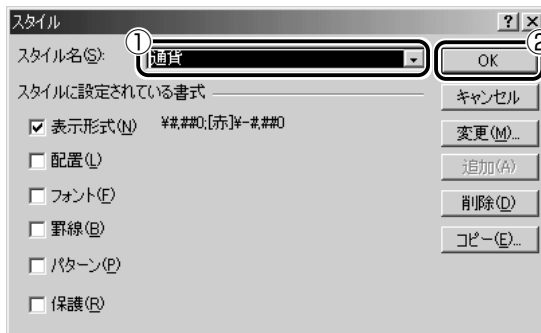 スタイル
①
②
スタイル名(S): 通貨 OK
スタイルに設定されている書式 キャンセル
表示形式(N) ¥#,##0;[赤]¥-#,##0 変更(M)...
配置(L) 追加(A)
フォント(F) 削除(D)
罫線(B) コピー(E)...
パターン(P)
保護(R)